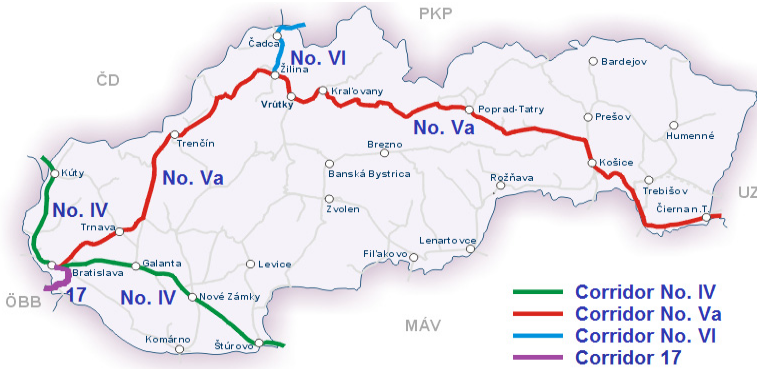 PKP
Čadca
No. VI
ČD
Žilina
Bardejov
Vrútky
Kraľovany
Poprad-Tatry
No. Va
Prešov
Humenné
Trenčín
Brezno
Košice
Banská Bystrica
Kúty
No. Va
Rožňava
Trebišov
UZ
No. IV
Zvolen
Čierna n.T.
Trnava
Lenartovce
Fiľakovo
Bratislava
Galanta
Levice
ÖBB
17
No. IV
Nové Zámky
MÁV
Komárno
Štúrovo
Corridor No. IV
Corridor No. Va
Corridor No. VI
Corridor 17